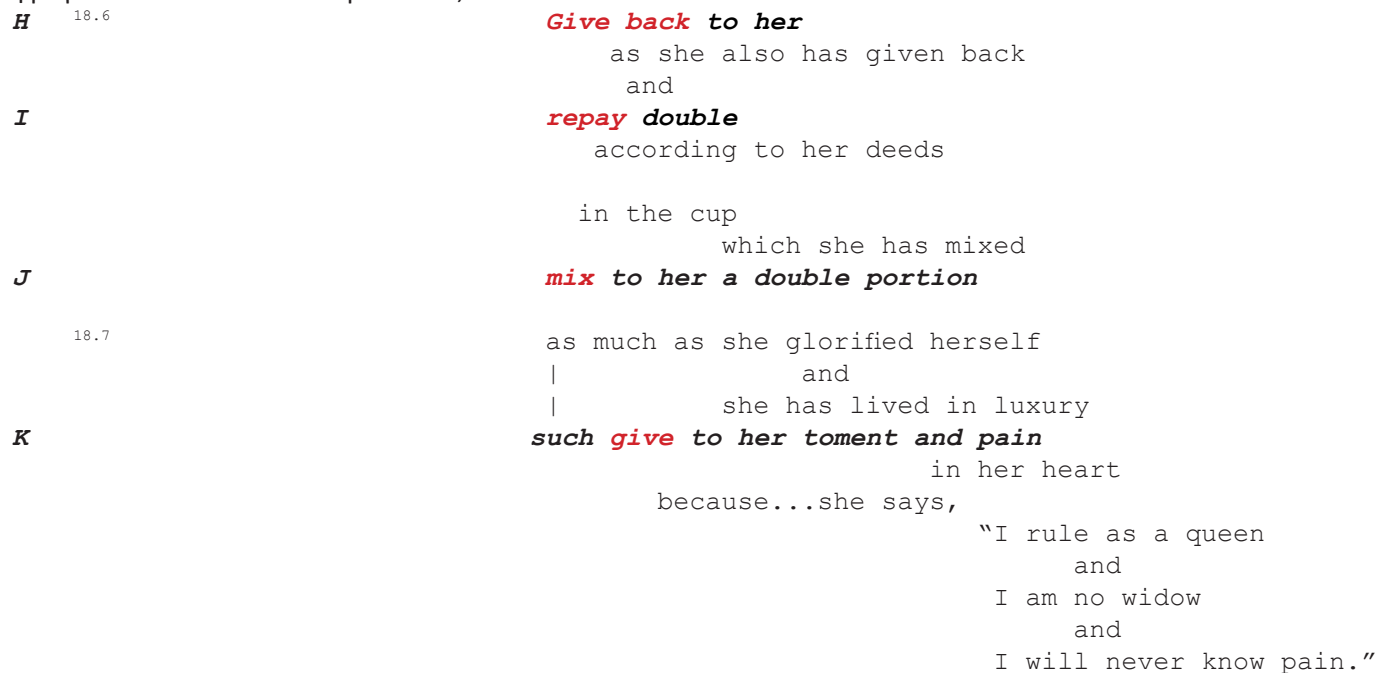 H 18.6 Give back to her
as she also has given back
and
I repay double
according to her deeds
in the cup
which she has mixed
J mix to her a double portion
18.7 as much as she glorified herself
| and
| she has lived in luxury
K such give to her toment and pain
in her heart
because...she says,
“I rule as a queen
and
I am no widow
and
I will never know pain.”